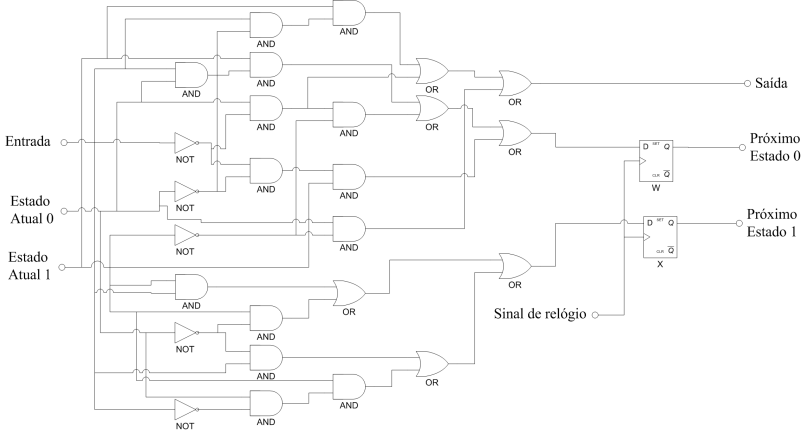 AND
AND
AND
AND
OR
OR
Saída
AND
AND
OR
Entrada
NOT
OR
D SET Q
CLR Q
W
Próximo
Estado 0
AND
AND
NOT
Estado
Atual 0
AND
NOT
D SET Q
CLR Q
X
Próximo
Estado 1
Estado
Atual 1
AND
OR
OR
Sinal de relógio
AND
NOT
AND
OR
AND
AND
NOT